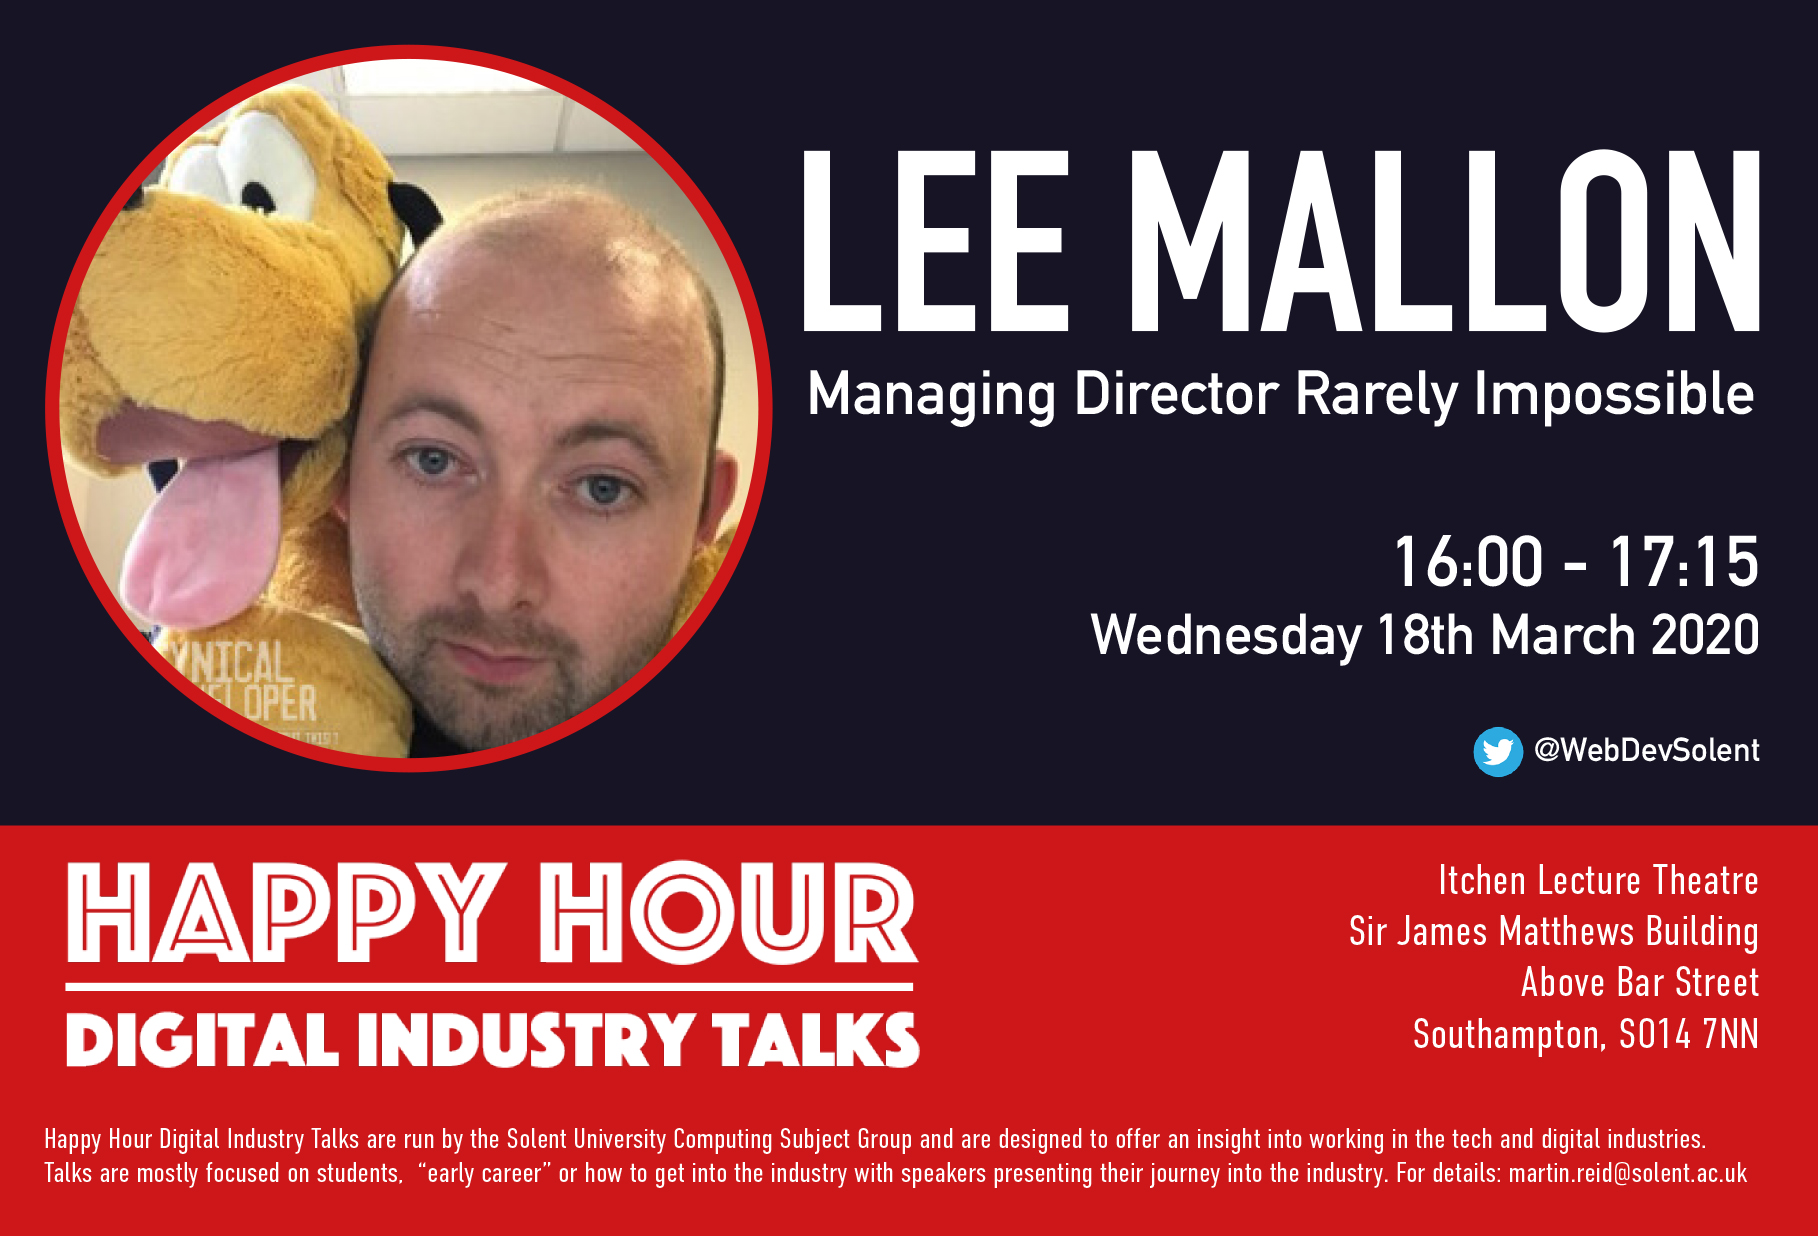 LEE MALLON
Managing Director Rarely Impossible
16:00 - 17:15
Wednesday 18th March 2020
@WebDevSolent
YNICAL
OPER
THIS?
HAPPY HOUR
DIGITAL INDUSTRY TALKS
Itchen Lecture Theatre
Sir James Matthews Building
Above Bar Street
Southampton, SO14 7NN
Happy Hour Digital Industry Talks are run by the Solent University Computing Subject Group and are designed to offer an insight into working in the tech and digital industries.
Talks are mostly focused on students, “early career” or how to get into the industry with speakers presenting their journey into the industry. For details: martin.reid@solent.ac.uk